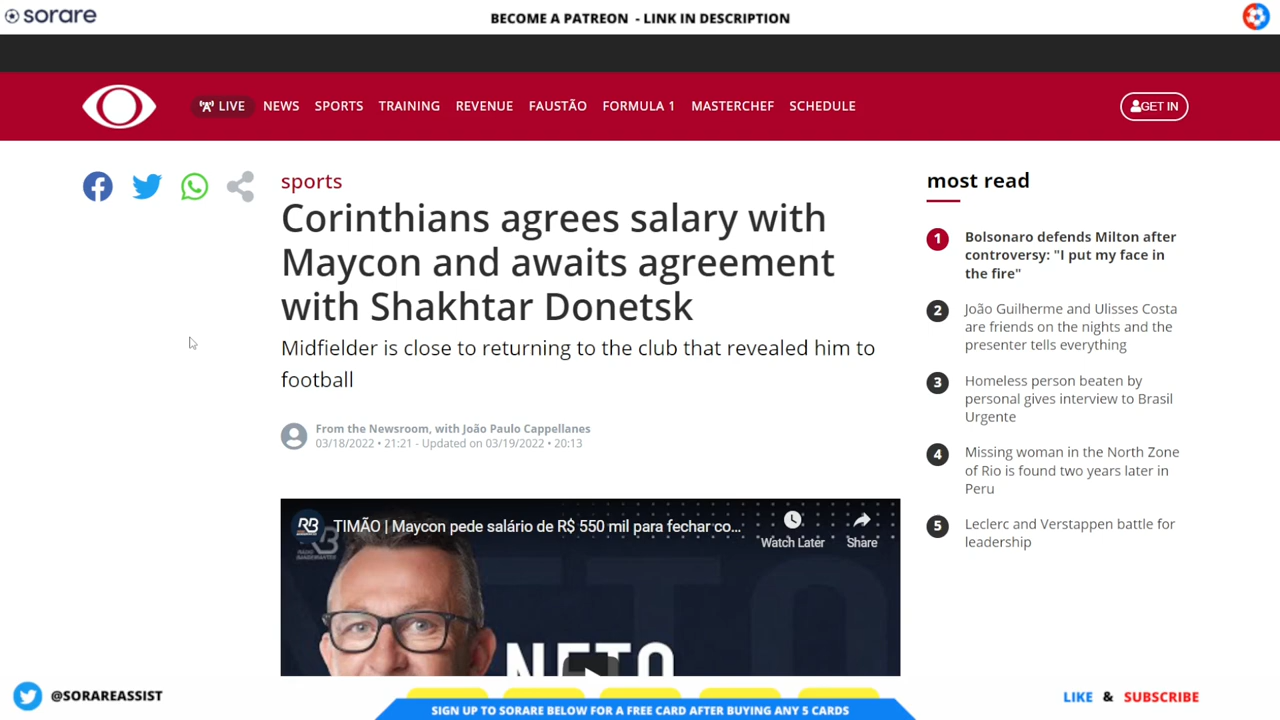 sorare
BECOME A PATREON - LINK IN DESCRIPTION
LIVE NEWS SPORTS TRAINING REVENUE FAUSTÃO FORMULA 1 MASTERCHEF SCHEDULE GET IN
sports
Corinthians agrees salary with
Maycon and awaits agreement
with Shakhtar Donetsk
Midfielder is close to returning to the club that revealed him to
football
From the Newsroom, with João Paulo Cappellanes
03/18/2022 • 21:21 - Updated on 03/19/2022 • 20:13
RB
TIMÃO | Maycon pede salário de R$ 550 mil para fechar co...
Watch Later
Share
NETO
most read
1
Bolsonaro defends Milton after
controversy: "I put my face in
the fire"
2
João Guilherme and Ulisses Costa
are friends on the nights and the
presenter tells everything
3
Homeless person beaten by
personal gives interview to Brasil
Urgente
4
Missing woman in the North Zone
of Rio is found two years later in
Peru
5
Leclerc and Verstappen battle for
leadership
@SORAREASSIST
SIGN UP TO SORARE BELOW FOR A FREE CARD AFTER BUYING ANY 5 CARDS
LIKE & SUBSCRIBE